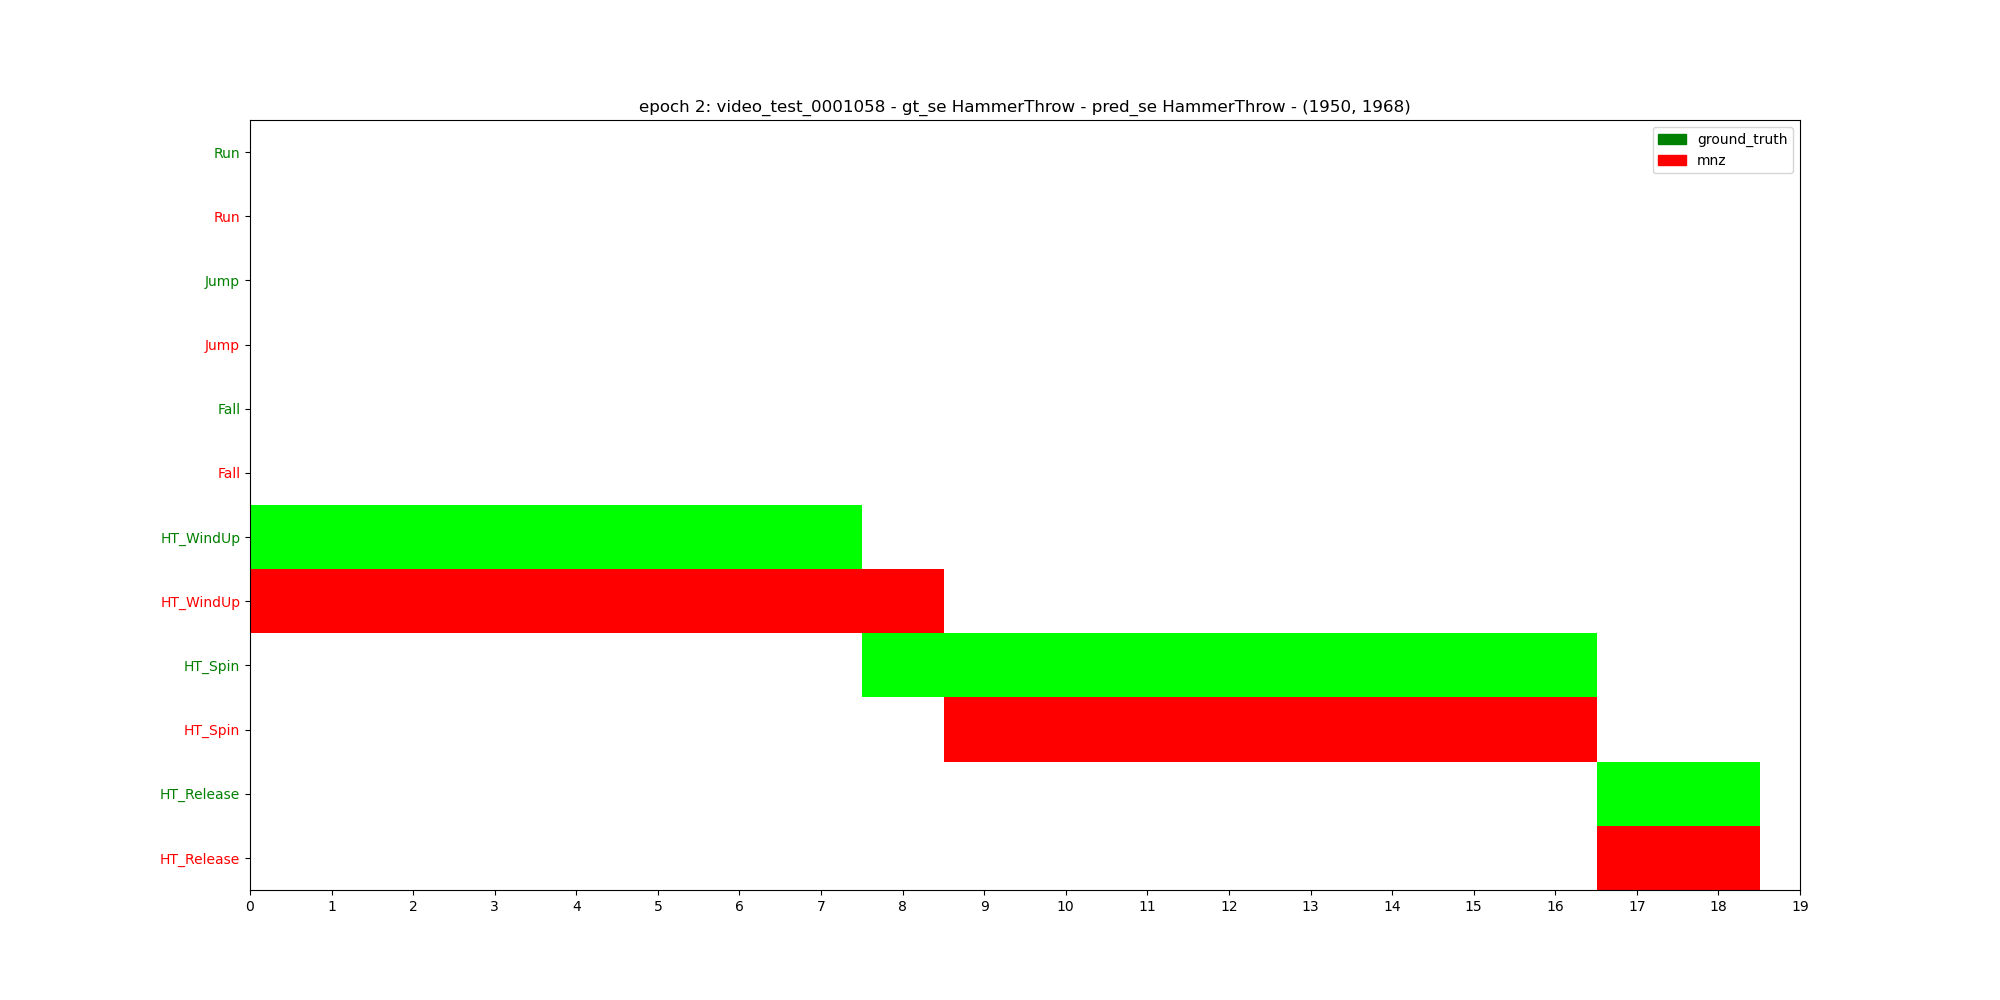 epoch 2: video_test_0001058 - gt_se HammerThrow - pred_se HammerThrow - (1950, 1968)
ground_truth
mnz
Run
Run
Jump
Jump
Fall
Fall
HT_WindUp
HT_WindUp
HT_Spin
HT_Spin
HT_Release
HT_Release
0 1 2 3 4 5 6 7 8 9 10 11 12 13 14 15 16 17 18 19